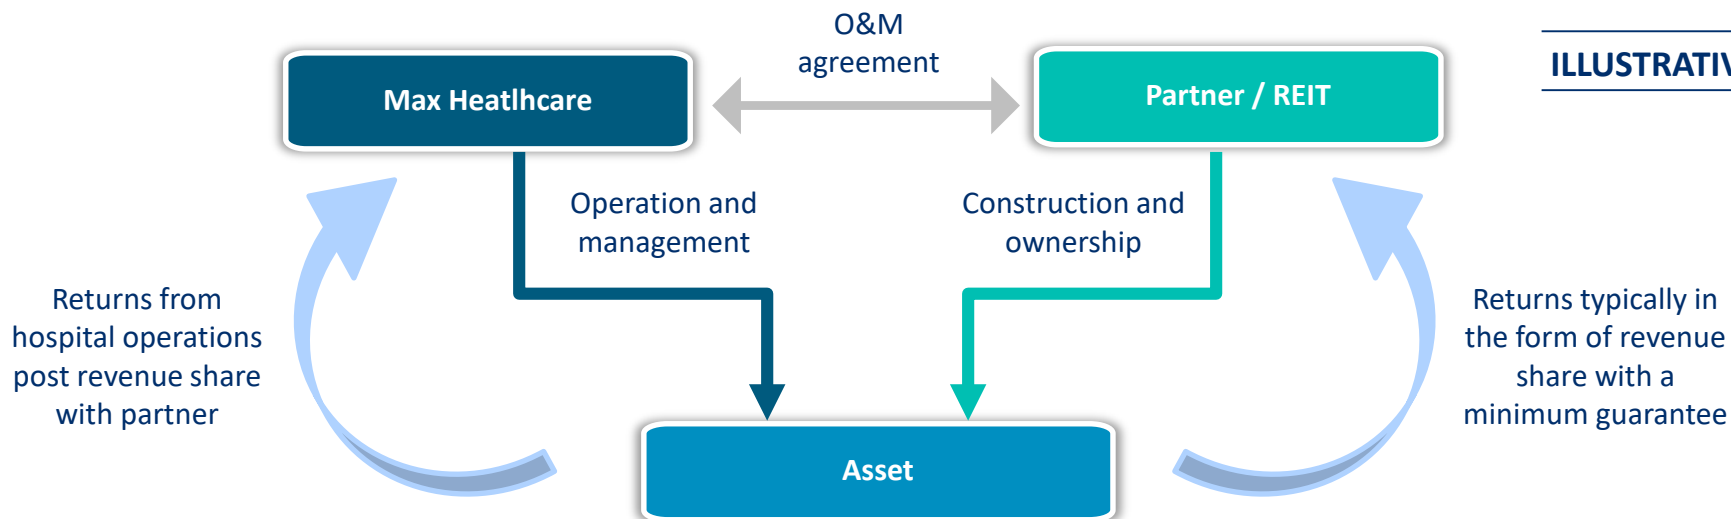 O&M
agreement
ILLUSTRATIV
Max Heatlhcare
Partner / REIT
Operation and
management
Construction and
ownership
Returns from
hospital operations
post revenue share
with partner
Returns typically in
the form of revenue
share with a
minimum guarantee
Asset